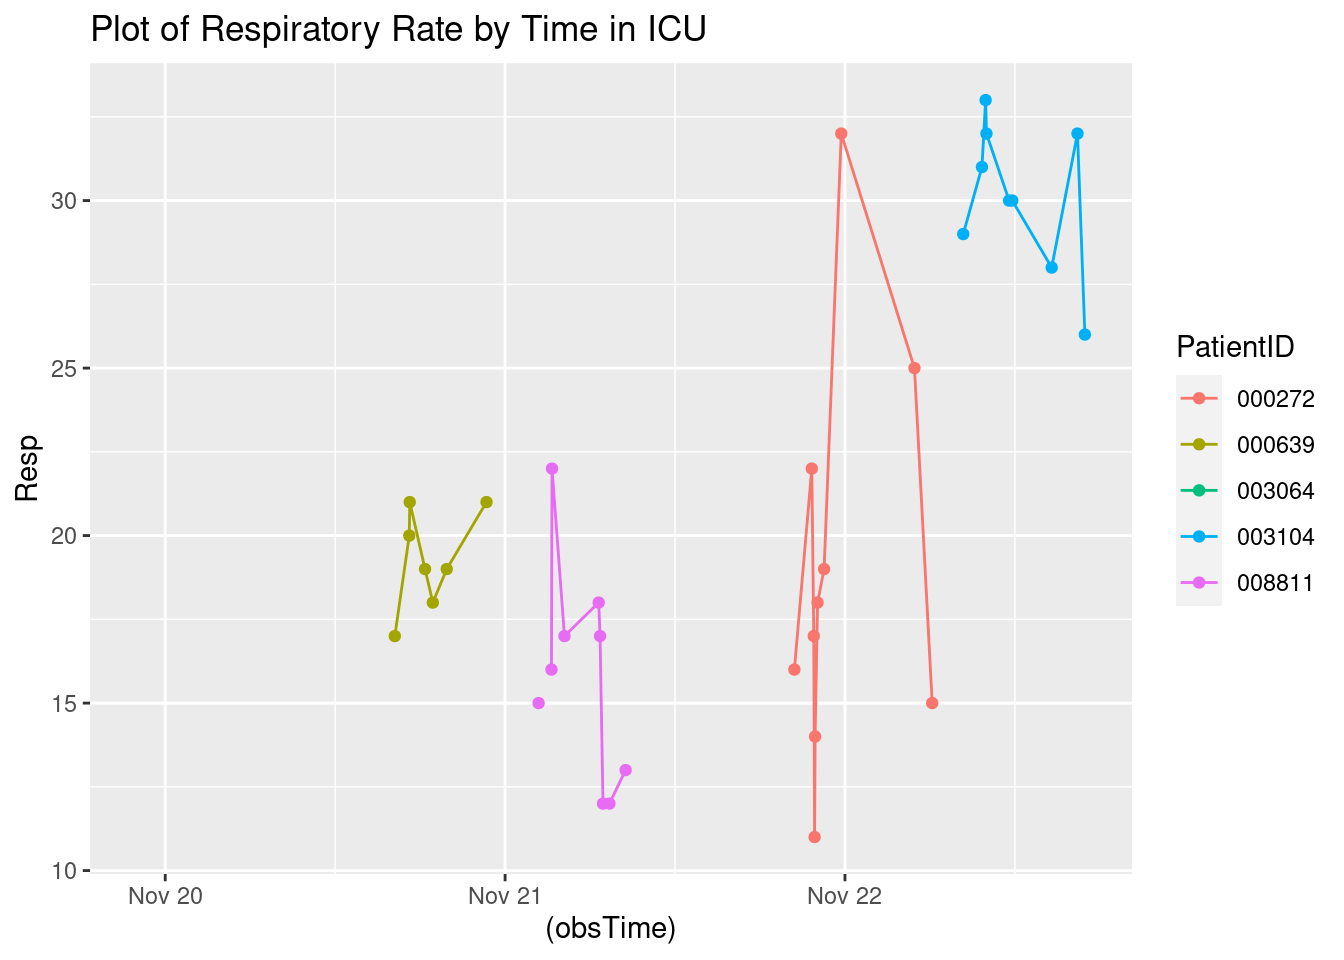 Plot of Respiratory Rate by Time in ICU
30
25
20
15
10
Resp
Nov 20
Nov 21
Nov 22
(obsTime)
PatientID
000272
000639
003064
003104
008811